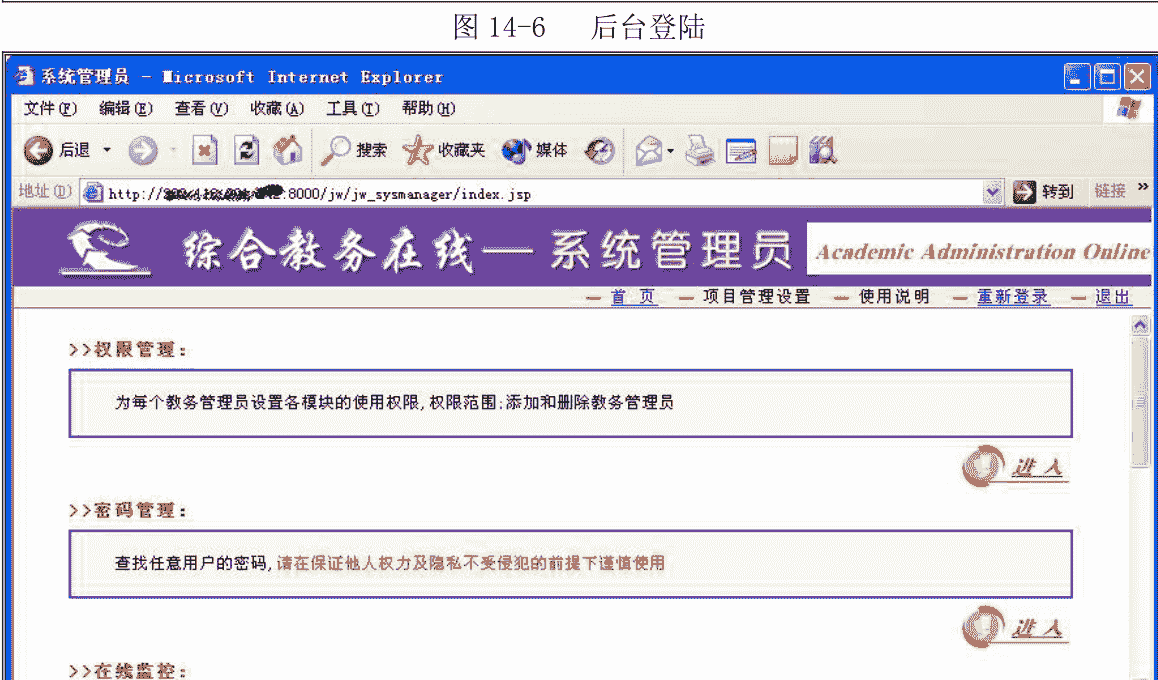 图 14-6 后台登陆
系统管理员 - Microsoft Internet Explorer
文件(F) 编辑(E) 查看(V) 收藏(A) 工具(T) 帮助(H)
后退 搜索 收藏夹 媒体
地址(D) http:// :8000/jw/jw_sysmanager/index.jsp 转到 链接 »
综合教务在线—系统管理员 Academic Administration Online
— 首 页 — 项目管理设置 — 使用说明 — 重新登录 — 退出
>>权限管理:
为每个教务管理员设置各模块的使用权限,权限范围;添加和删除教务管理员
进入
>>密码管理:
查找任意用户的密码,请在保证他人权力及隐私不受侵犯的前提下谨慎使用
进入
>>在线监控: